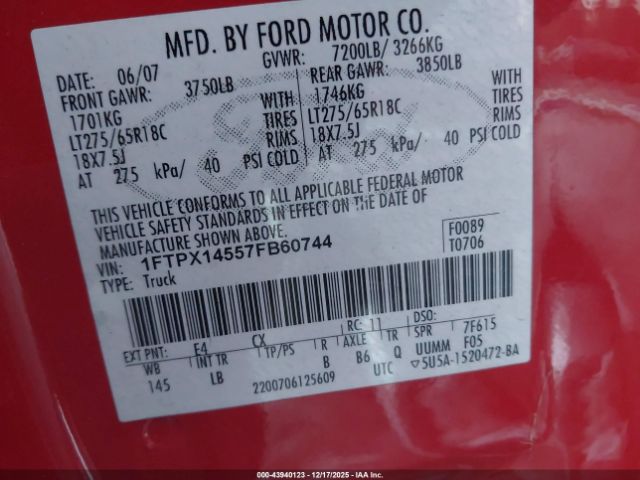 MFD. BY FORD MOTOR CO.
DATE: 06/07 GVWR: 7200LB/ 3266KG
FRONT GAWR: 3750LB REAR GAWR: 3850LB
1701KG WITH 1746KG WITH
LT275/65R18C TIRES LT275/65R18C TIRES
18X7.5J RIMS 18X7.5J RIMS
AT 275 kPa/ 40 PSI COLD AT 275 kPa/ 40 PSI COLD
THIS VEHICLE CONFORMS TO ALL APPLICABLE FEDERAL MOTOR
VEHICLE SAFETY STANDARDS IN EFFECT ON THE DATE OF
MANUFACTURE SHOWN ABOVE.
VIN: 1FTPX14557FB60744 F0089
TYPE: Truck T0706
EXT PNT: E4 CX RC: 11 DSO:
WB INT TR TP/PS R AXLE TR SPR 7F615
145 LB B B6 Q UUMM F05
2200706125609 UTC ▽5U5A-1520472-BA
000-43940123 - 12/17/2025 - IAA, Inc.